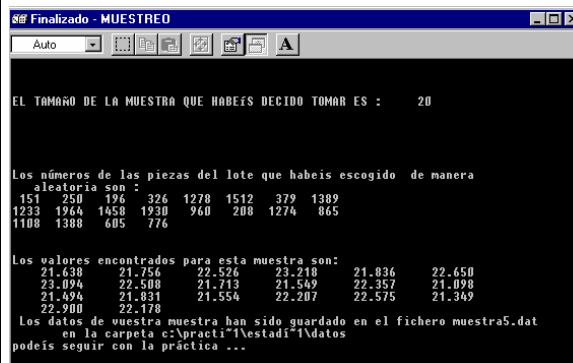 Finalizado - MUESTREO
Auto
A
EL TAMAñO DE LA MUESTRA QUE HABEíS DECIDO TOMAR ES : 20
Los números de las piezas del lote que habeis escogido de manera
aleatoria son :
151 250 196 326 1278 1512 379 1389
1233 1964 1458 1930 960 208 1274 865
1108 1388 605 776
Los valores encontrados para esta muestra son:
21.638 21.756 22.526 23.218 21.836 22.650
23.094 22.508 21.713 21.549 22.357 21.098
21.494 21.831 21.554 22.207 22.575 21.349
22.900 22.178
Los datos de vuestra muestra han sido guardado en el fichero muestra5.dat
en la carpeta c:\practi~1\estadí~1\datos
podeís seguir con la práctica ...